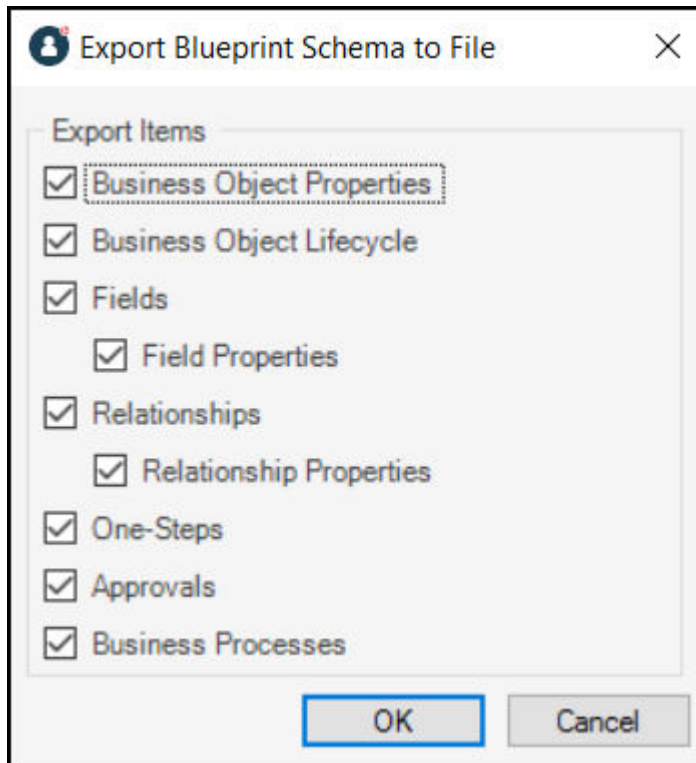 Export Blueprint Schema to File
Export Items
Business Object Properties
Business Object Lifecycle
Fields
Field Properties
Relationships
Relationship Properties
One-Steps
Approvals
Business Processes
OK
Cancel